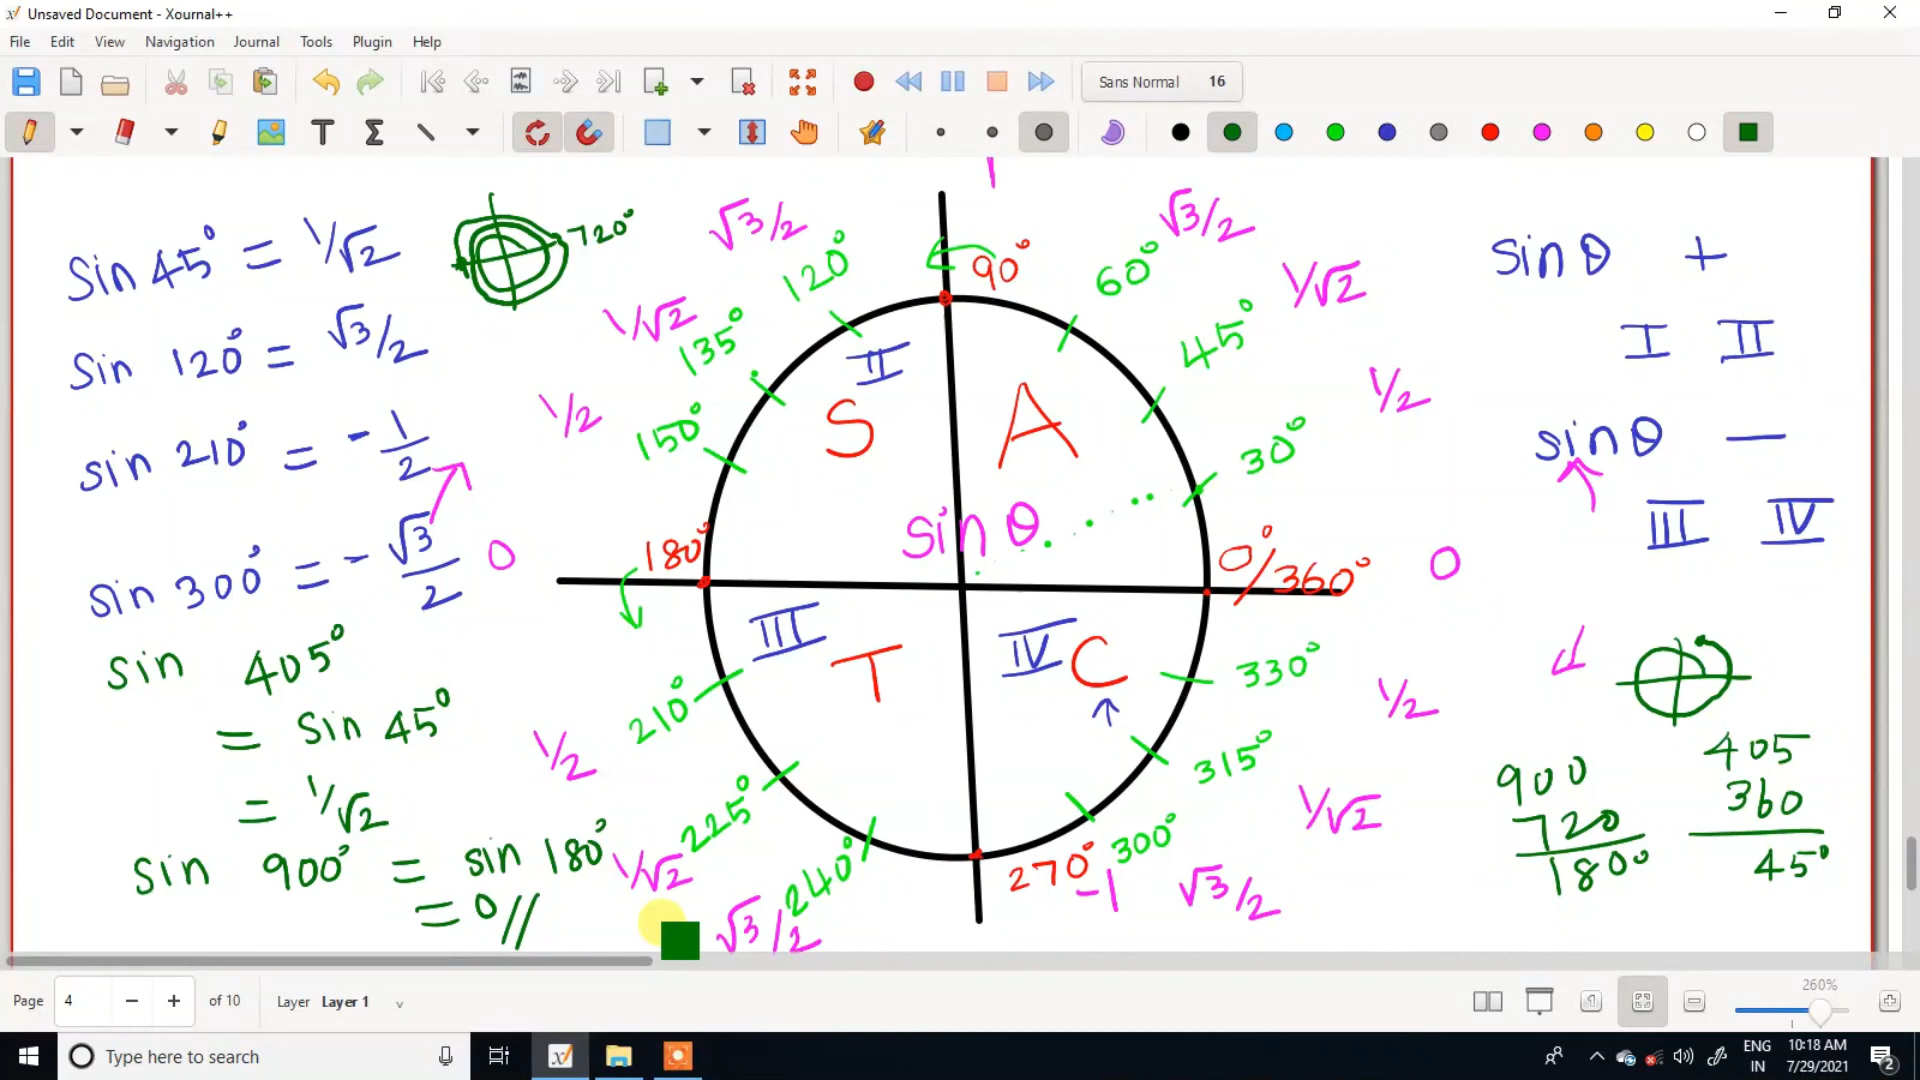 Unsaved Document - Xournal++
File Edit View Navigation Journal Tools Plugin Help
Sans Normal 16
sin 45° = 1/√2
sin 120° = √3/2
sin 210° = -1/2
sin 300° = -√3/2
sin 405°
= sin 45°
= 1/√2
sin 900° = sin 180°
= 0//
720°
1
√3/2
120°
90°
60°
√3/2
1/√2
135°
45°
1/√2
1/2
150°
30°
1/2
II
S
A
sin θ
0
180°
0°/360°
0
III
T
IV
C
210°
1/2
330°
1/2
225°
1/√2
315°
1/√2
240°
√3/2
270°
-1
300°
√3/2
sin θ +
I II
sin θ —
III IV
900
720
180°
405
360
45°
Page 4 of 10 Layer Layer 1
260%
Type here to search
ENG
IN
10:18 AM
7/29/2021
2